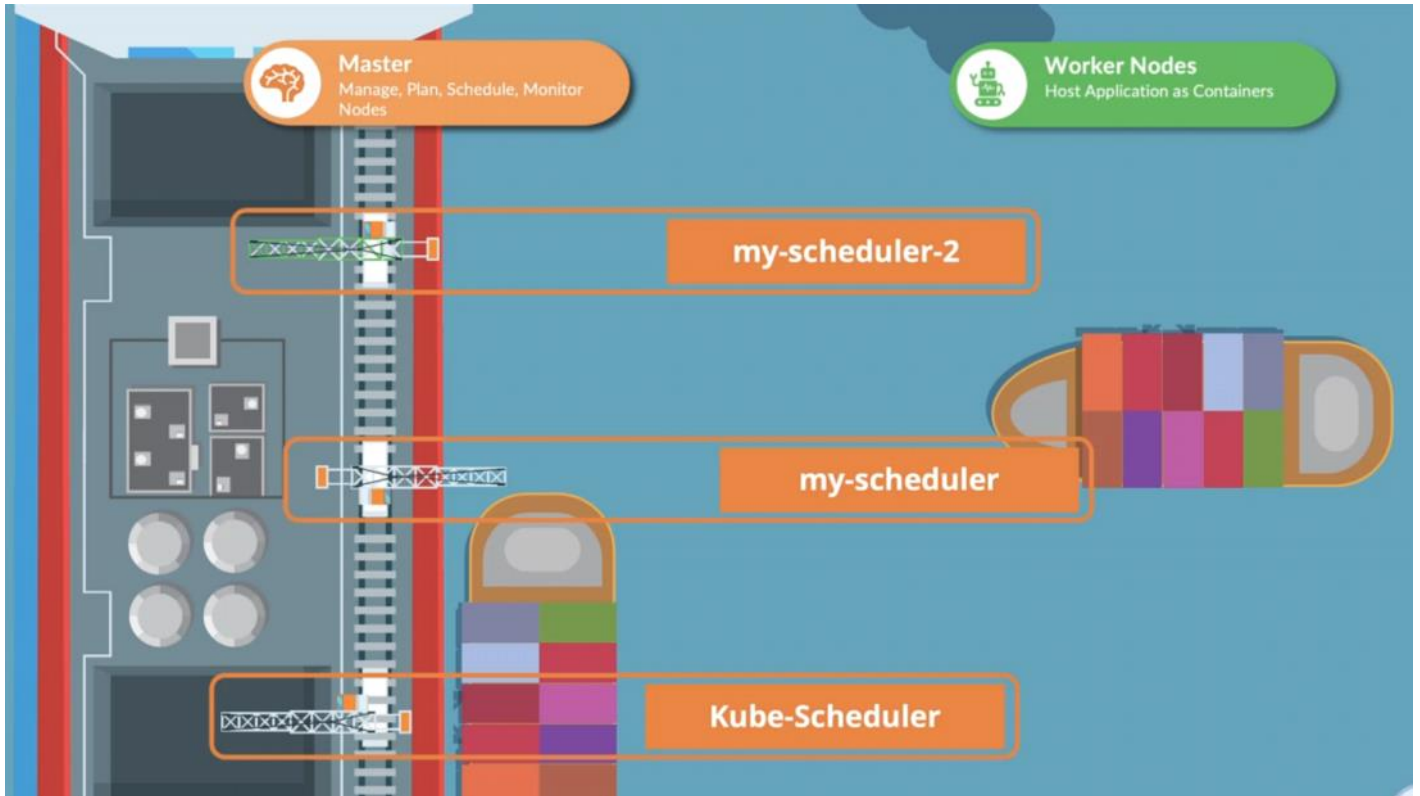 Master
Manage, Plan, Schedule, Monitor
Nodes
Worker Nodes
Host Application as Containers
my-scheduler-2
my-scheduler
Kube-Scheduler